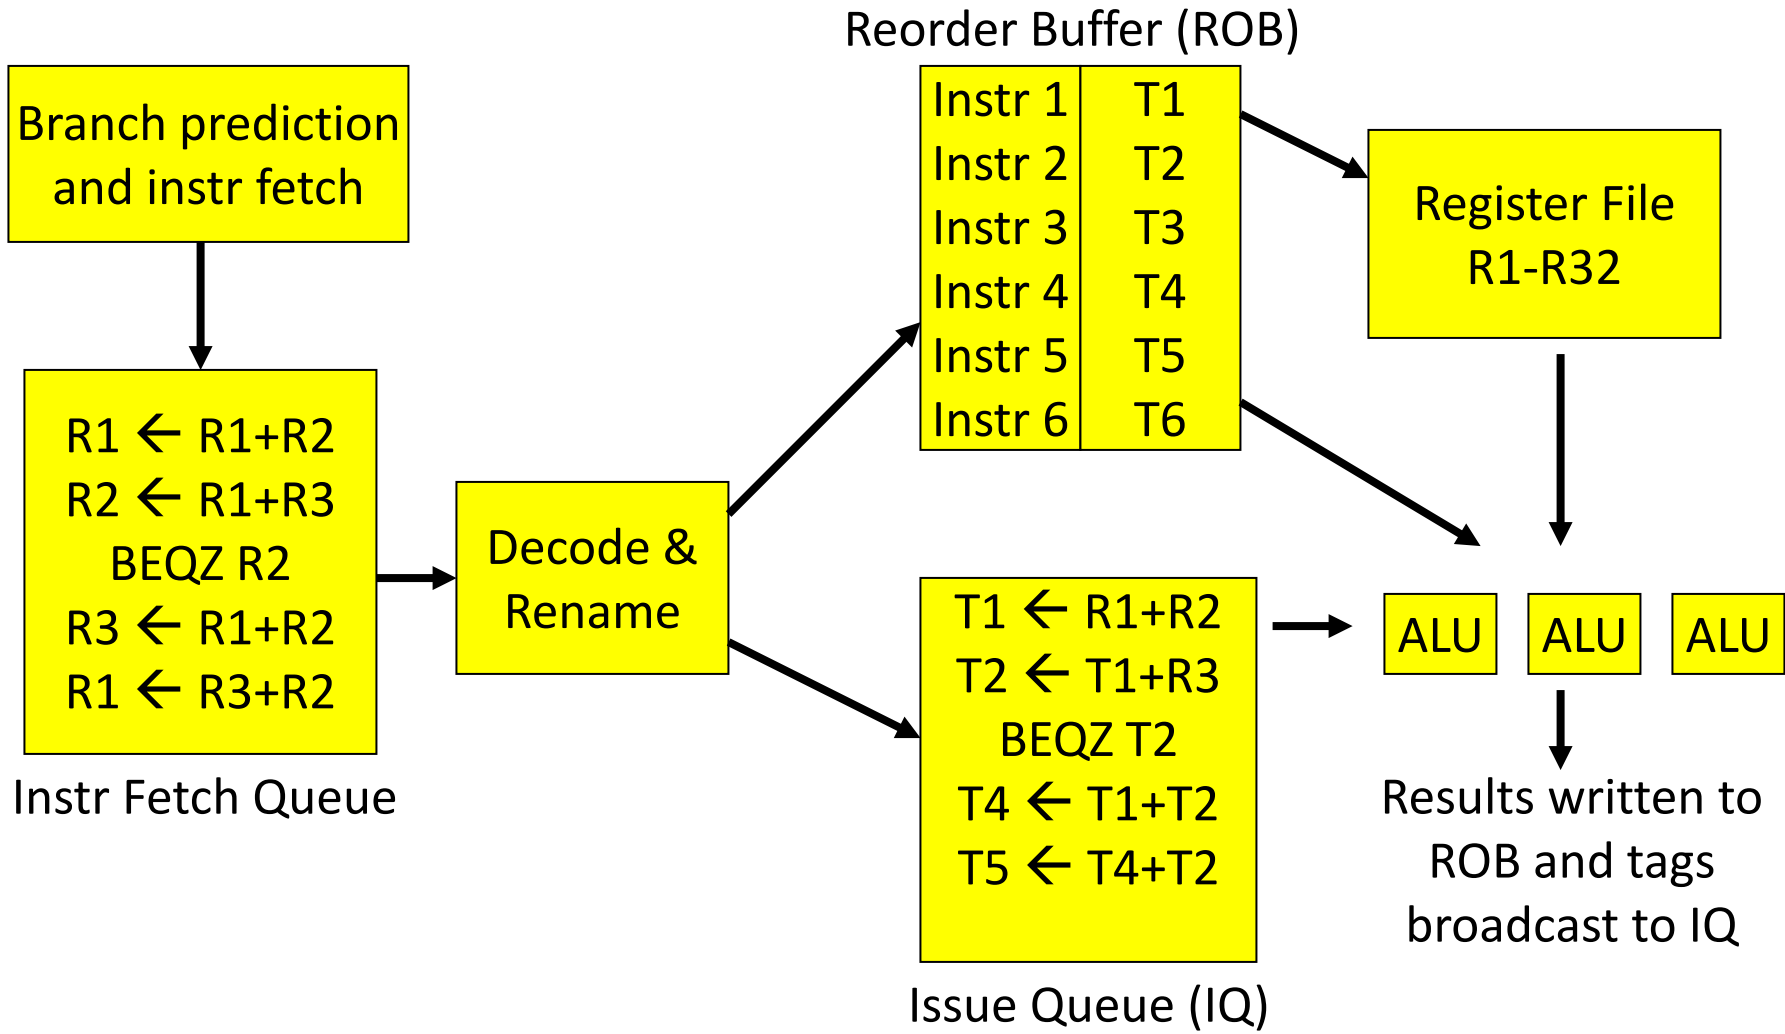 Branch prediction
and instr fetch
R1 ← R1+R2
R2 ← R1+R3
BEQZ R2
R3 ← R1+R2
R1 ← R3+R2
Instr Fetch Queue
Decode &
Rename
Reorder Buffer (ROB)
Instr 1 T1
Instr 2 T2
Instr 3 T3
Instr 4 T4
Instr 5 T5
Instr 6 T6
T1 ← R1+R2
T2 ← T1+R3
BEQZ T2
T4 ← T1+T2
T5 ← T4+T2
Issue Queue (IQ)
Register File
R1-R32
ALU ALU ALU
Results written to
ROB and tags
broadcast to IQ